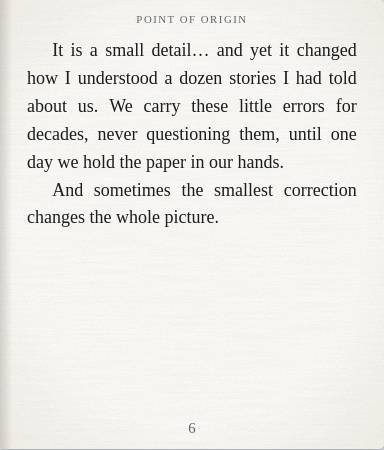 POINT OF ORIGIN
It is a small detail… and yet it changed
how I understood a dozen stories I had told
about us. We carry these little errors for
decades, never questioning them, until one
day we hold the paper in our hands.
And sometimes the smallest correction
changes the whole picture.
6